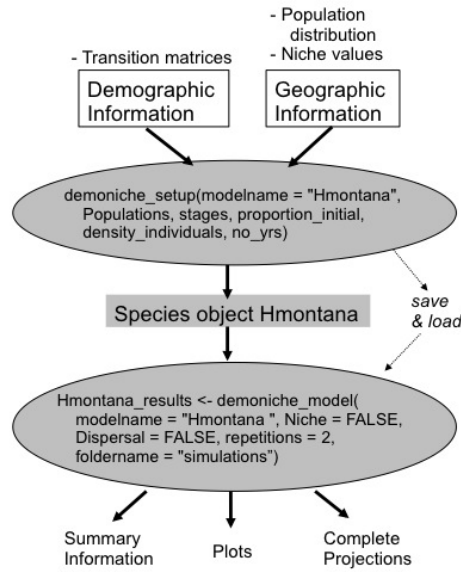 - Transition matrices
- Population
distribution
- Niche values
Demographic
Information
Geographic
Information
demoniche_setup(modelname = "Hmontana",
Populations, stages, proportion_initial,
density_individuals, no_yrs)
save
& load
Species object Hmontana
Hmontana_results <- demoniche_model(
modelname = "Hmontana ", Niche = FALSE,
Dispersal = FALSE, repetitions = 2,
foldername = "simulations")
Summary
Information
Plots
Complete
Projections